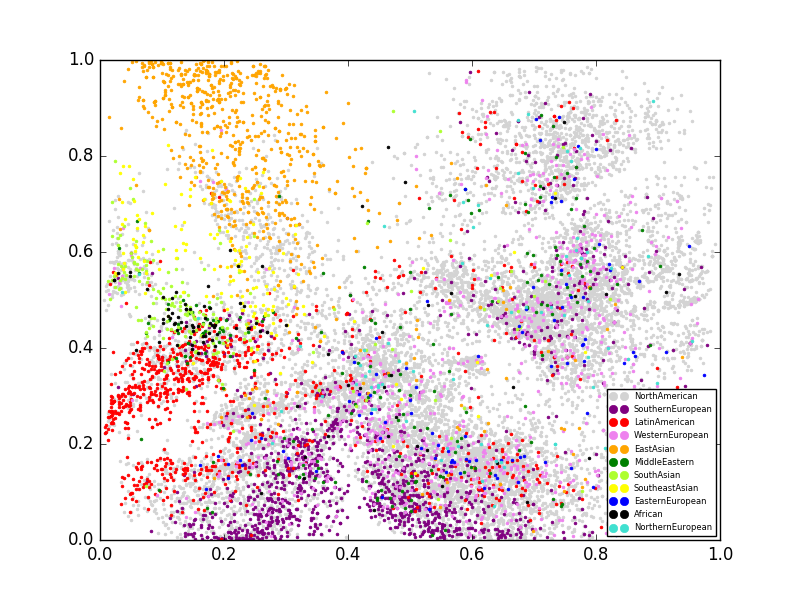 1.0
0.8
0.6
0.4
0.2
0.0
0.0 0.2 0.4 0.6 0.8 1.0
NorthAmerican
SouthernEuropean
LatinAmerican
WesternEuropean
EastAsian
MiddleEastern
SouthAsian
SoutheastAsian
EasternEuropean
African
NorthernEuropean